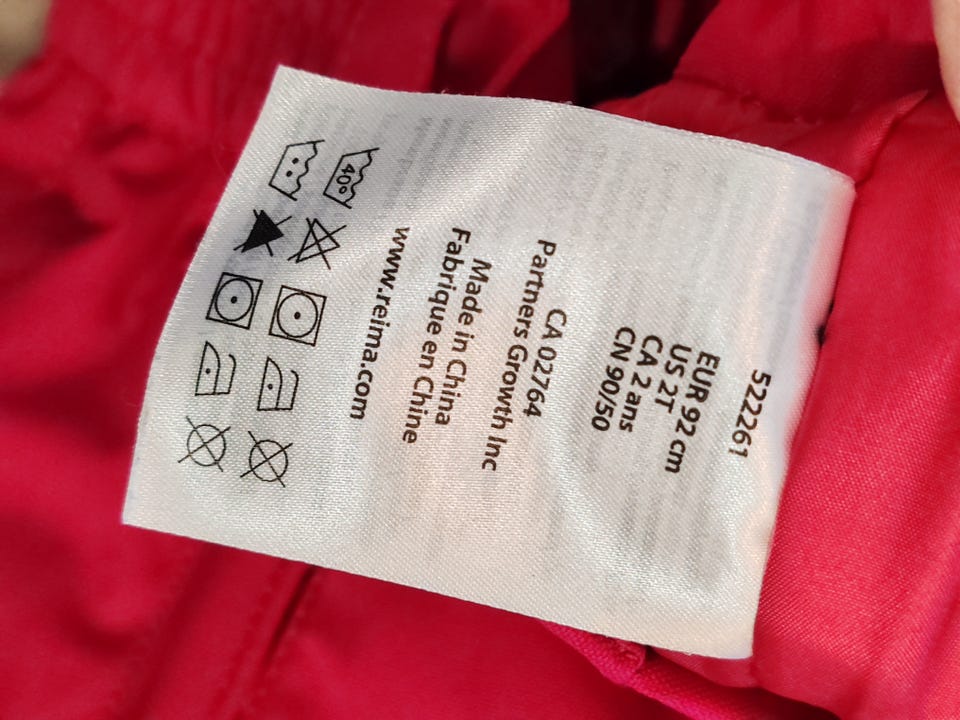 522261
EUR 92 cm
US 2T
CA 2 ans
CN 90/50
CA 02764
Partners Growth Inc
Made in China
Fabrique en Chine
www.reima.com
40°